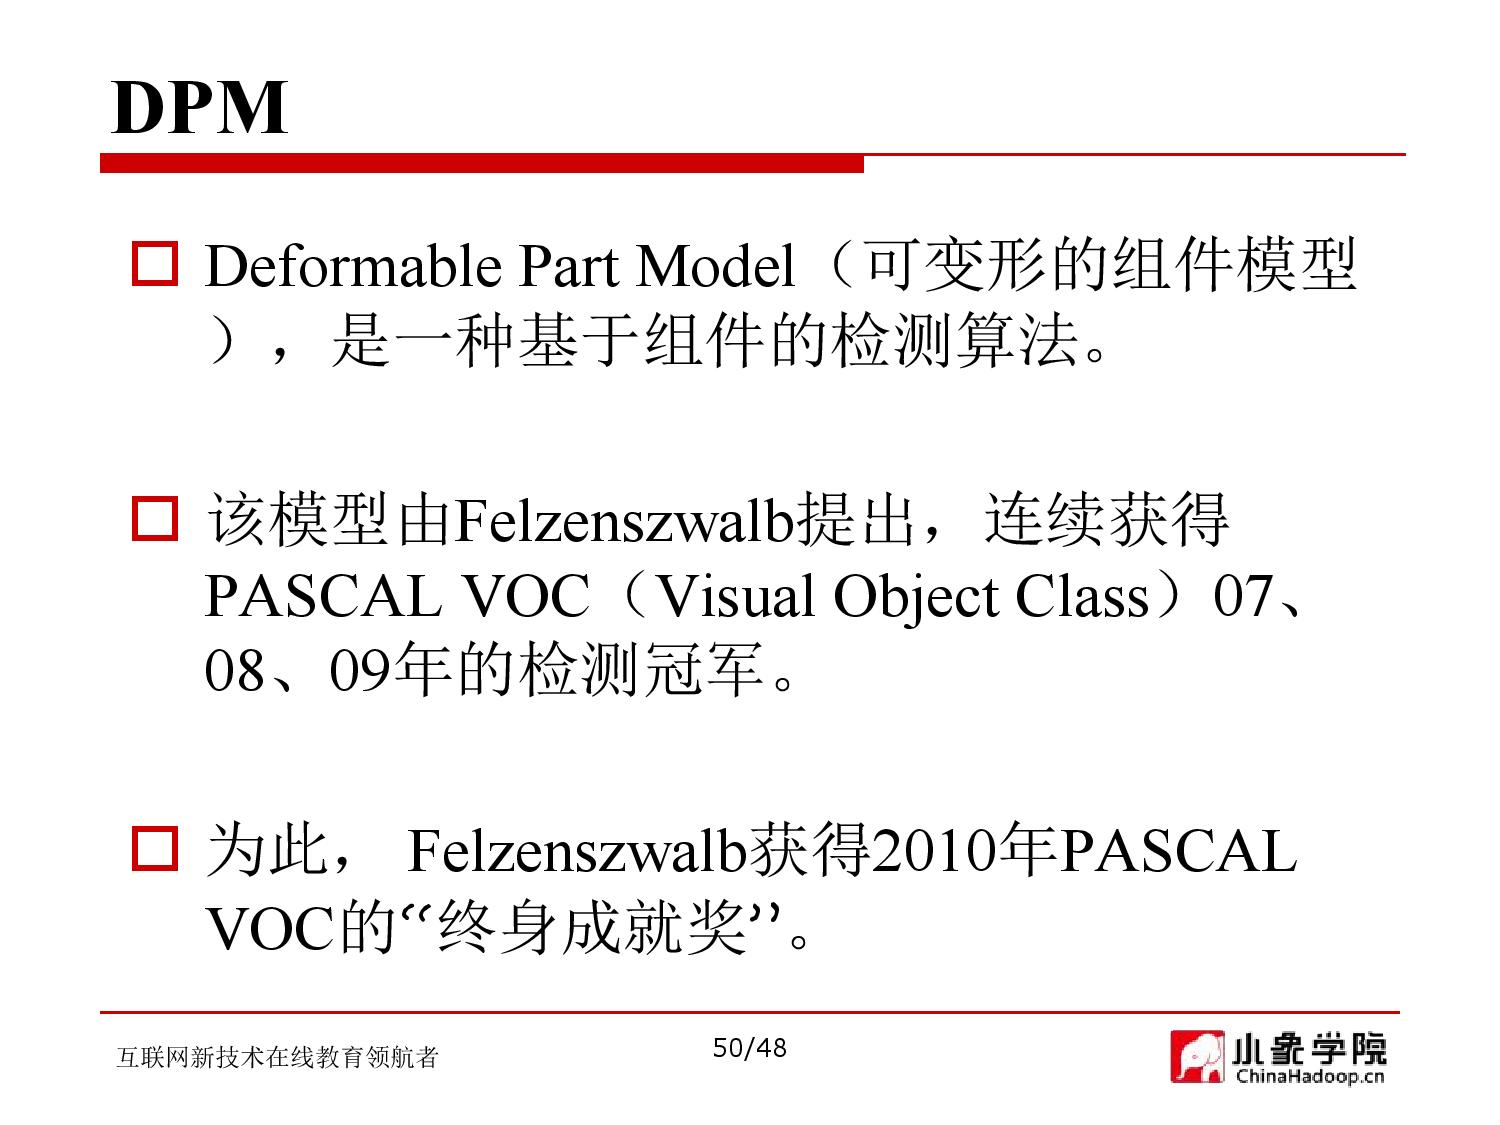 DPM
Deformable Part Model（可变形的组件模型
），是一种基于组件的检测算法。
该模型由Felzenszwalb提出，连续获得
PASCAL VOC（Visual Object Class）07、
08、09年的检测冠军。
为此， Felzenszwalb获得2010年PASCAL
VOC的“终身成就奖”。
互联网新技术在线教育领航者
50/48
小象学院
ChinaHadoop.cn